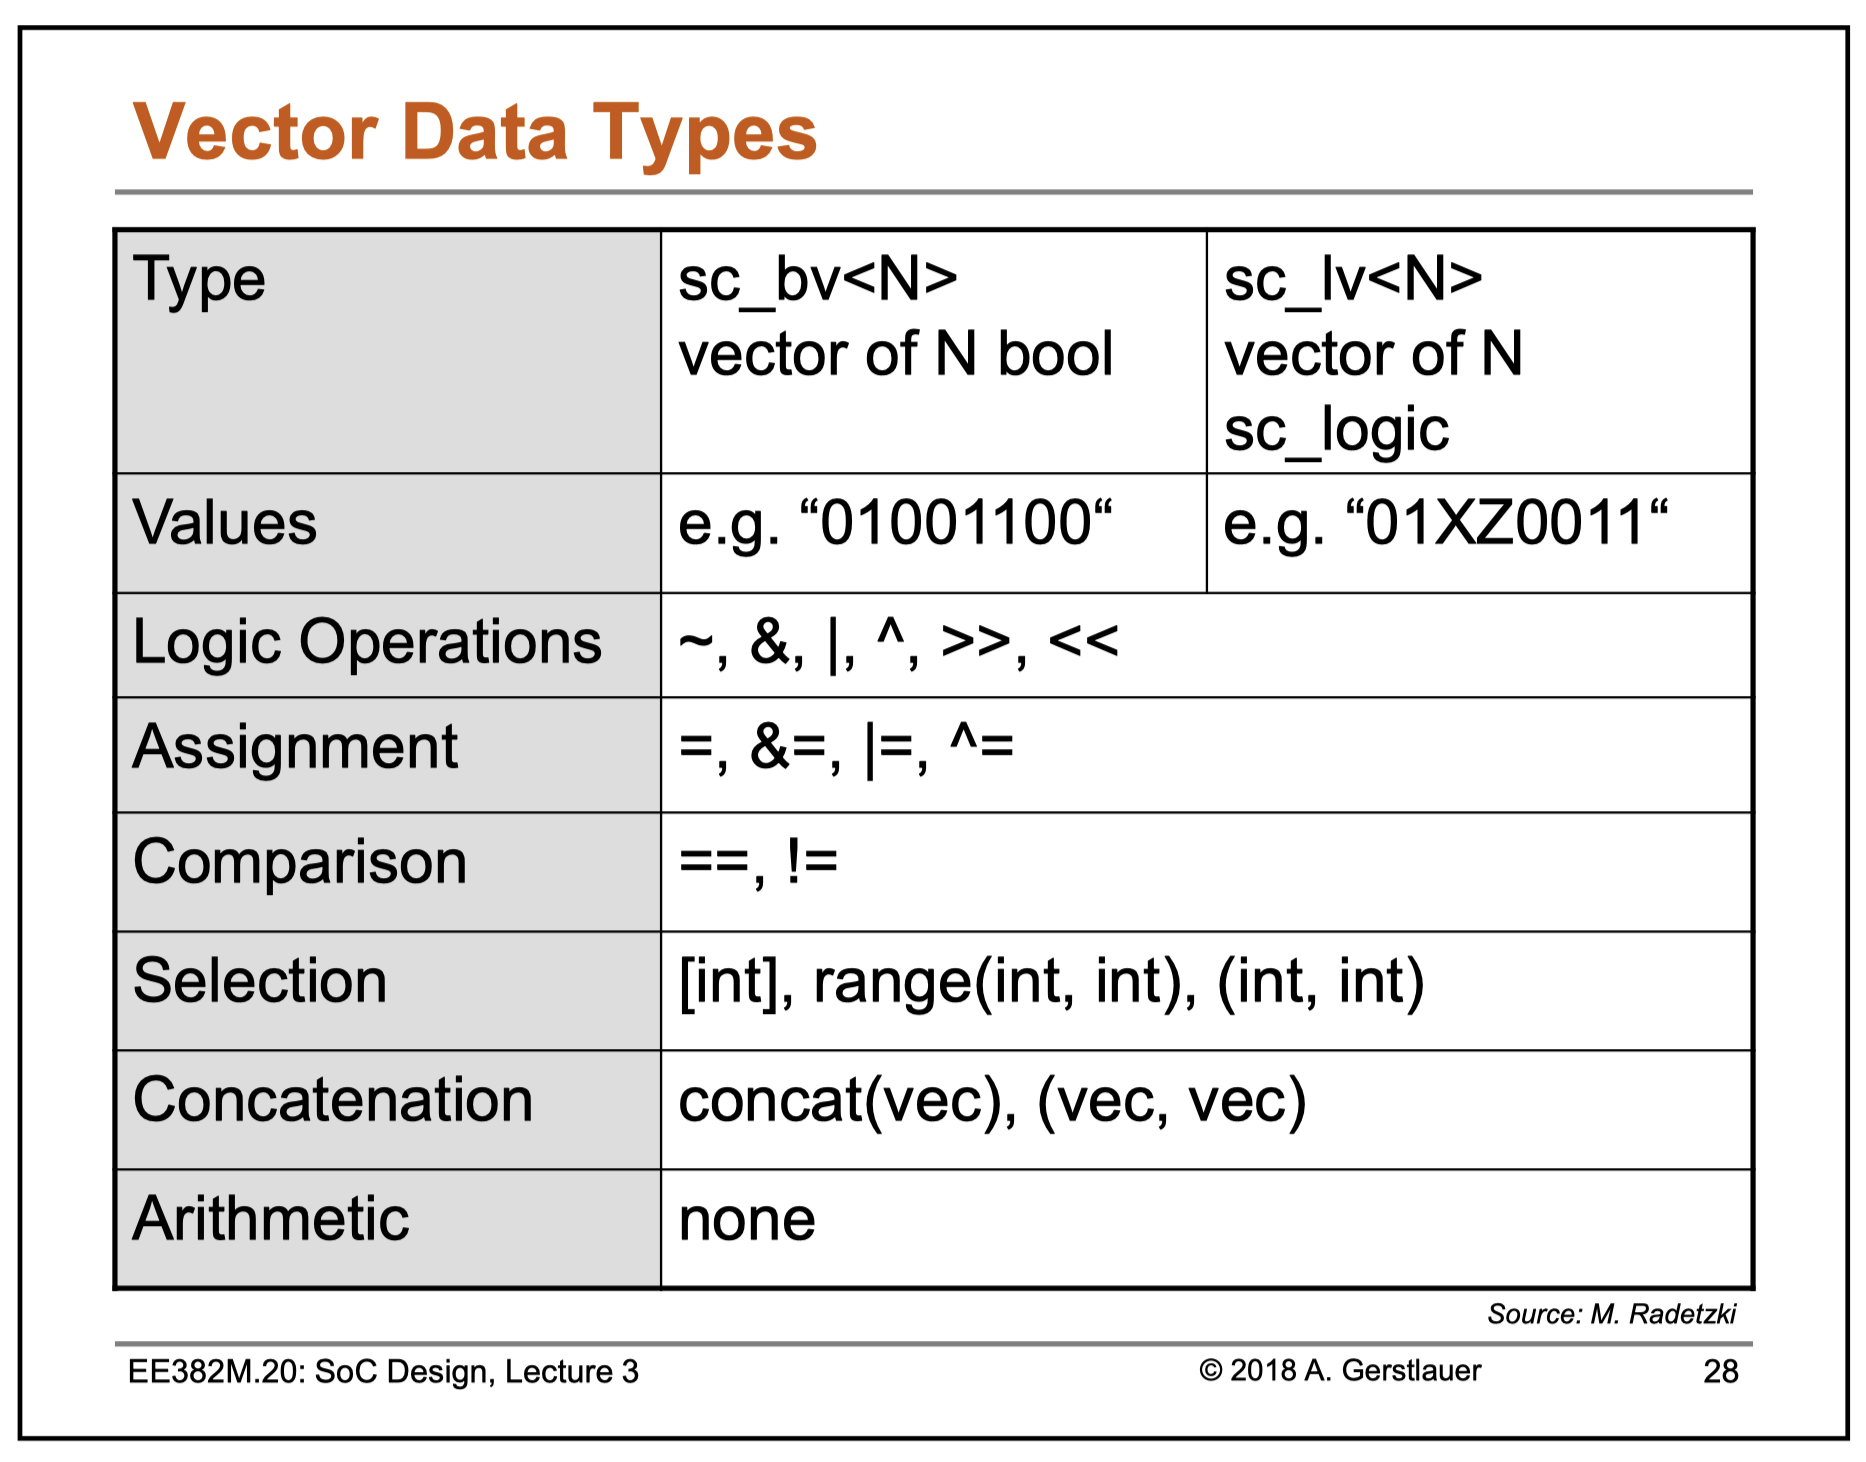 Vector Data Types
Type
sc_bv<N>
vector of N bool
sc_lv<N>
vector of N
sc_logic
Values
e.g. “01001100“
e.g. “01XZ0011“
Logic Operations
~, &, |, ^, >>, <<
Assignment
=, &=, |=, ^=
Comparison
==, !=
Selection
[int], range(int, int), (int, int)
Concatenation
concat(vec), (vec, vec)
Arithmetic
none
Source: M. Radetzki
EE382M.20: SoC Design, Lecture 3
© 2018 A. Gerstlauer
28